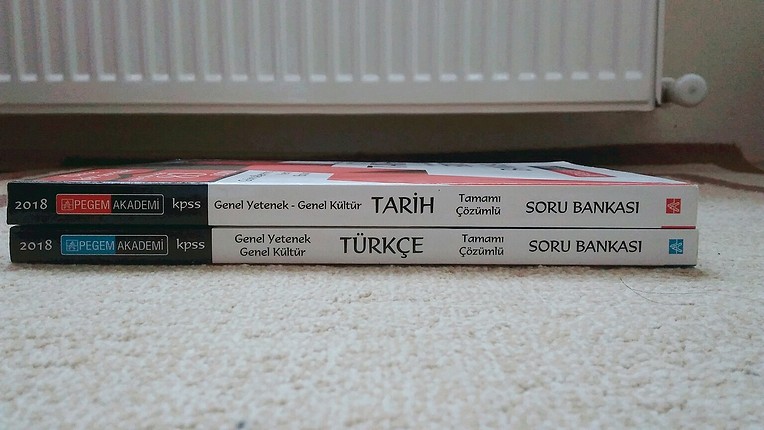 2018 PEGEM AKADEMİ kpss Genel Yetenek - Genel Kültür TARİH Tamamı Çözümlü SORU BANKASI
2018 PEGEM AKADEMİ kpss Genel Yetenek Genel Kültür TÜRKÇE Tamamı Çözümlü SORU BANKASI